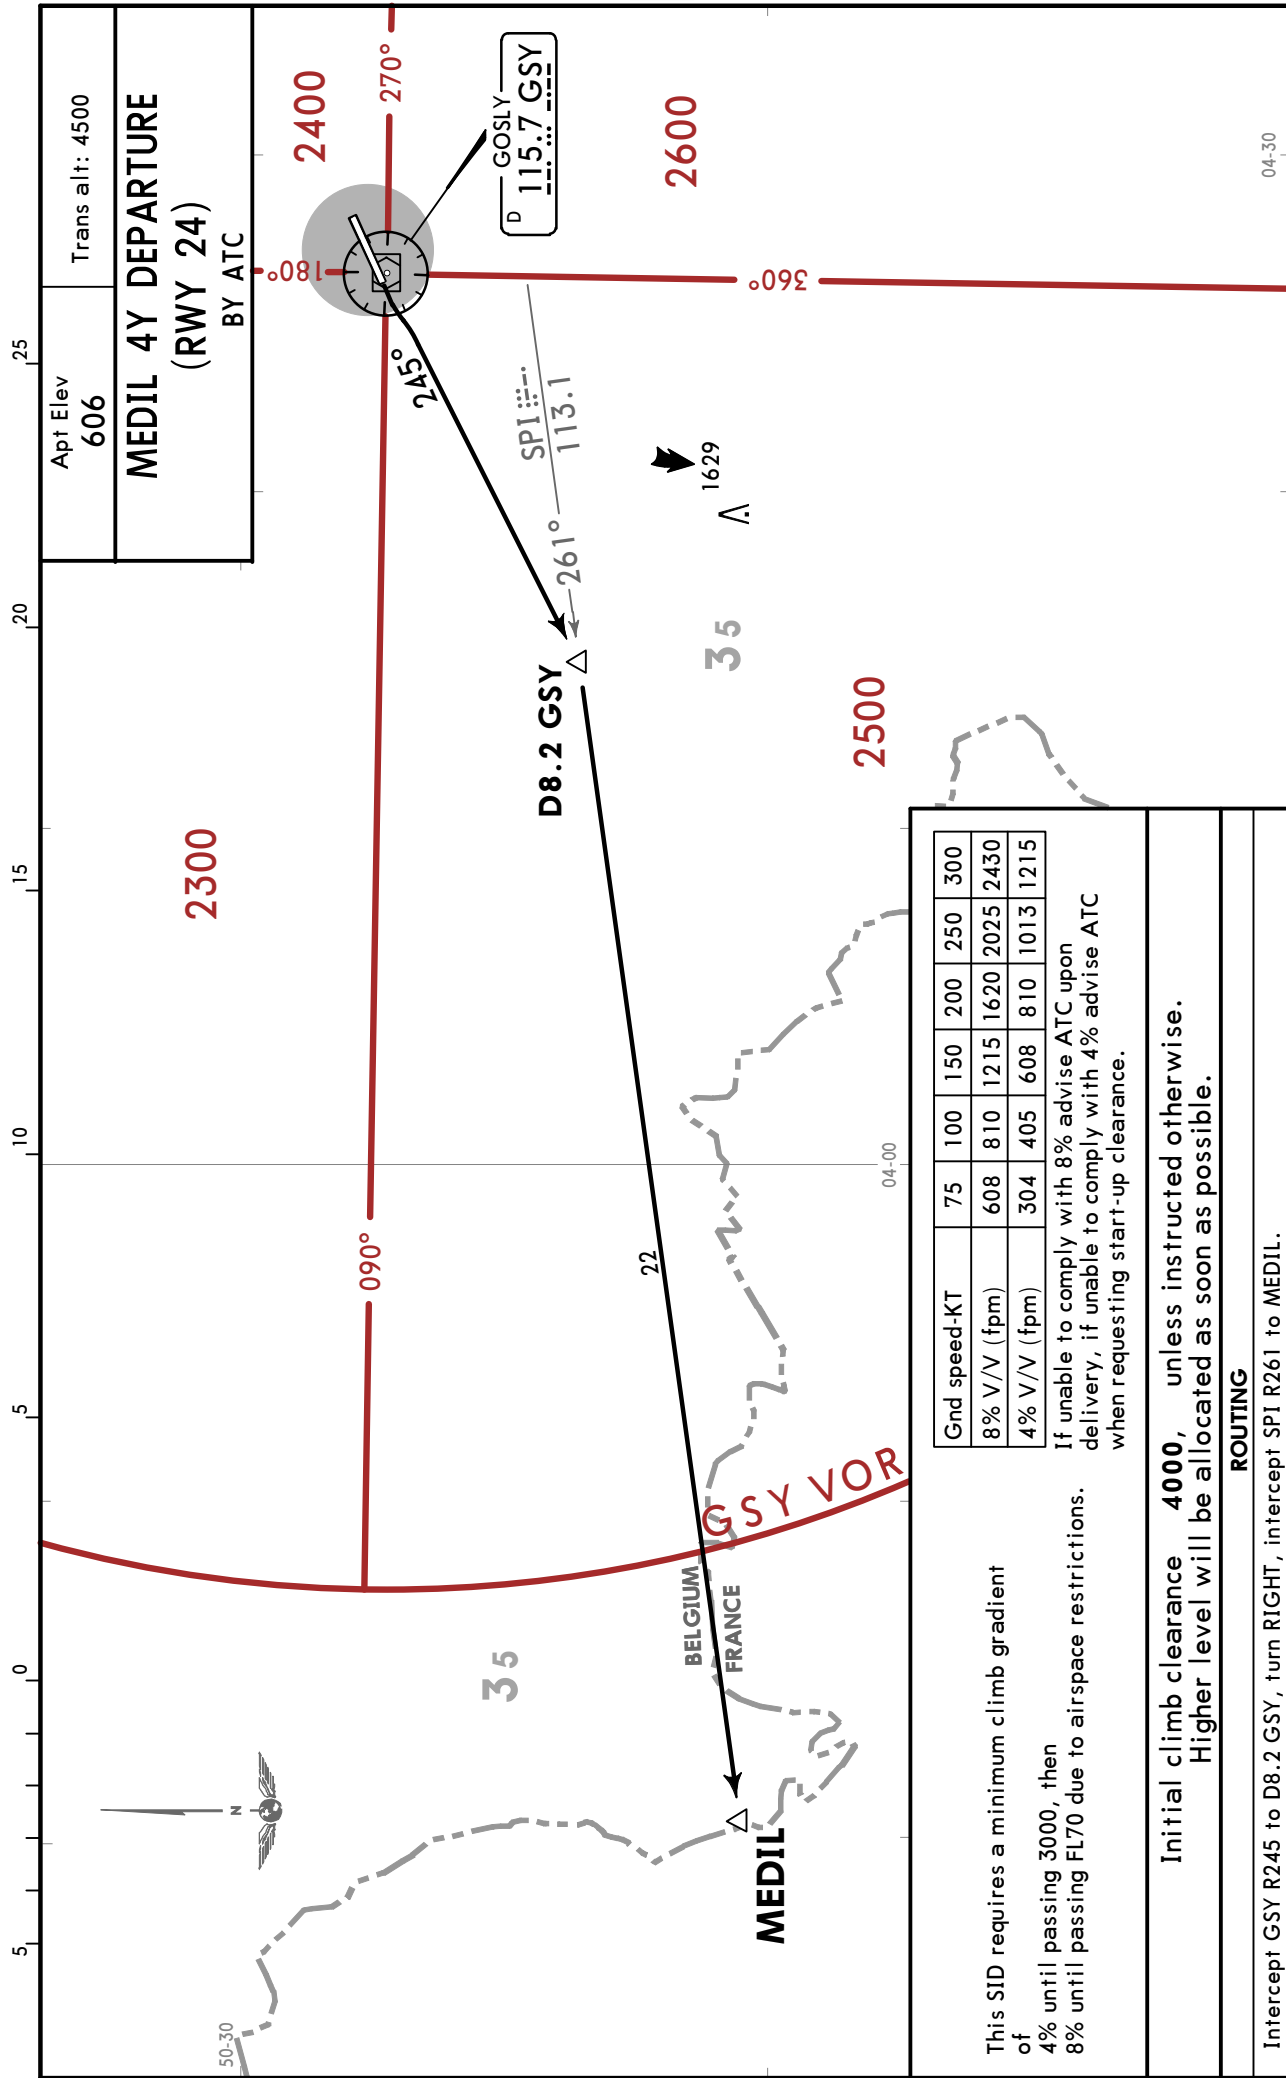 Apt Elev
606
Trans alt: 4500
MEDIL 4Y DEPARTURE
(RWY 24)
BY ATC
5
0
5
10
15
20
25
50-30
N
2300
2400
180°
270°
090°
360°
GOSLY
D
115.7 GSY
245°
SPI
113.1
261°
D8.2 GSY
2600
1629
35
35
2500
22
GSY VOR
BELGIUM
FRANCE
MEDIL
04-00
04-30
This SID requires a minimum climb gradient
of
4% until passing 3000, then
8% until passing FL70 due to airspace restrictions.
Gnd speed-KT 75 100 150 200 250 300
8% V/V (fpm) 608 810 1215 1620 2025 2430
4% V/V (fpm) 304 405 608 810 1013 1215
If unable to comply with 8% advise ATC upon
delivery, if unable to comply with 4% advise ATC
when requesting start-up clearance.
Initial climb clearance 4000, unless instructed otherwise.
Higher level will be allocated as soon as possible.
ROUTING
Intercept GSY R245 to D8.2 GSY, turn RIGHT, intercept SPI R261 to MEDIL.